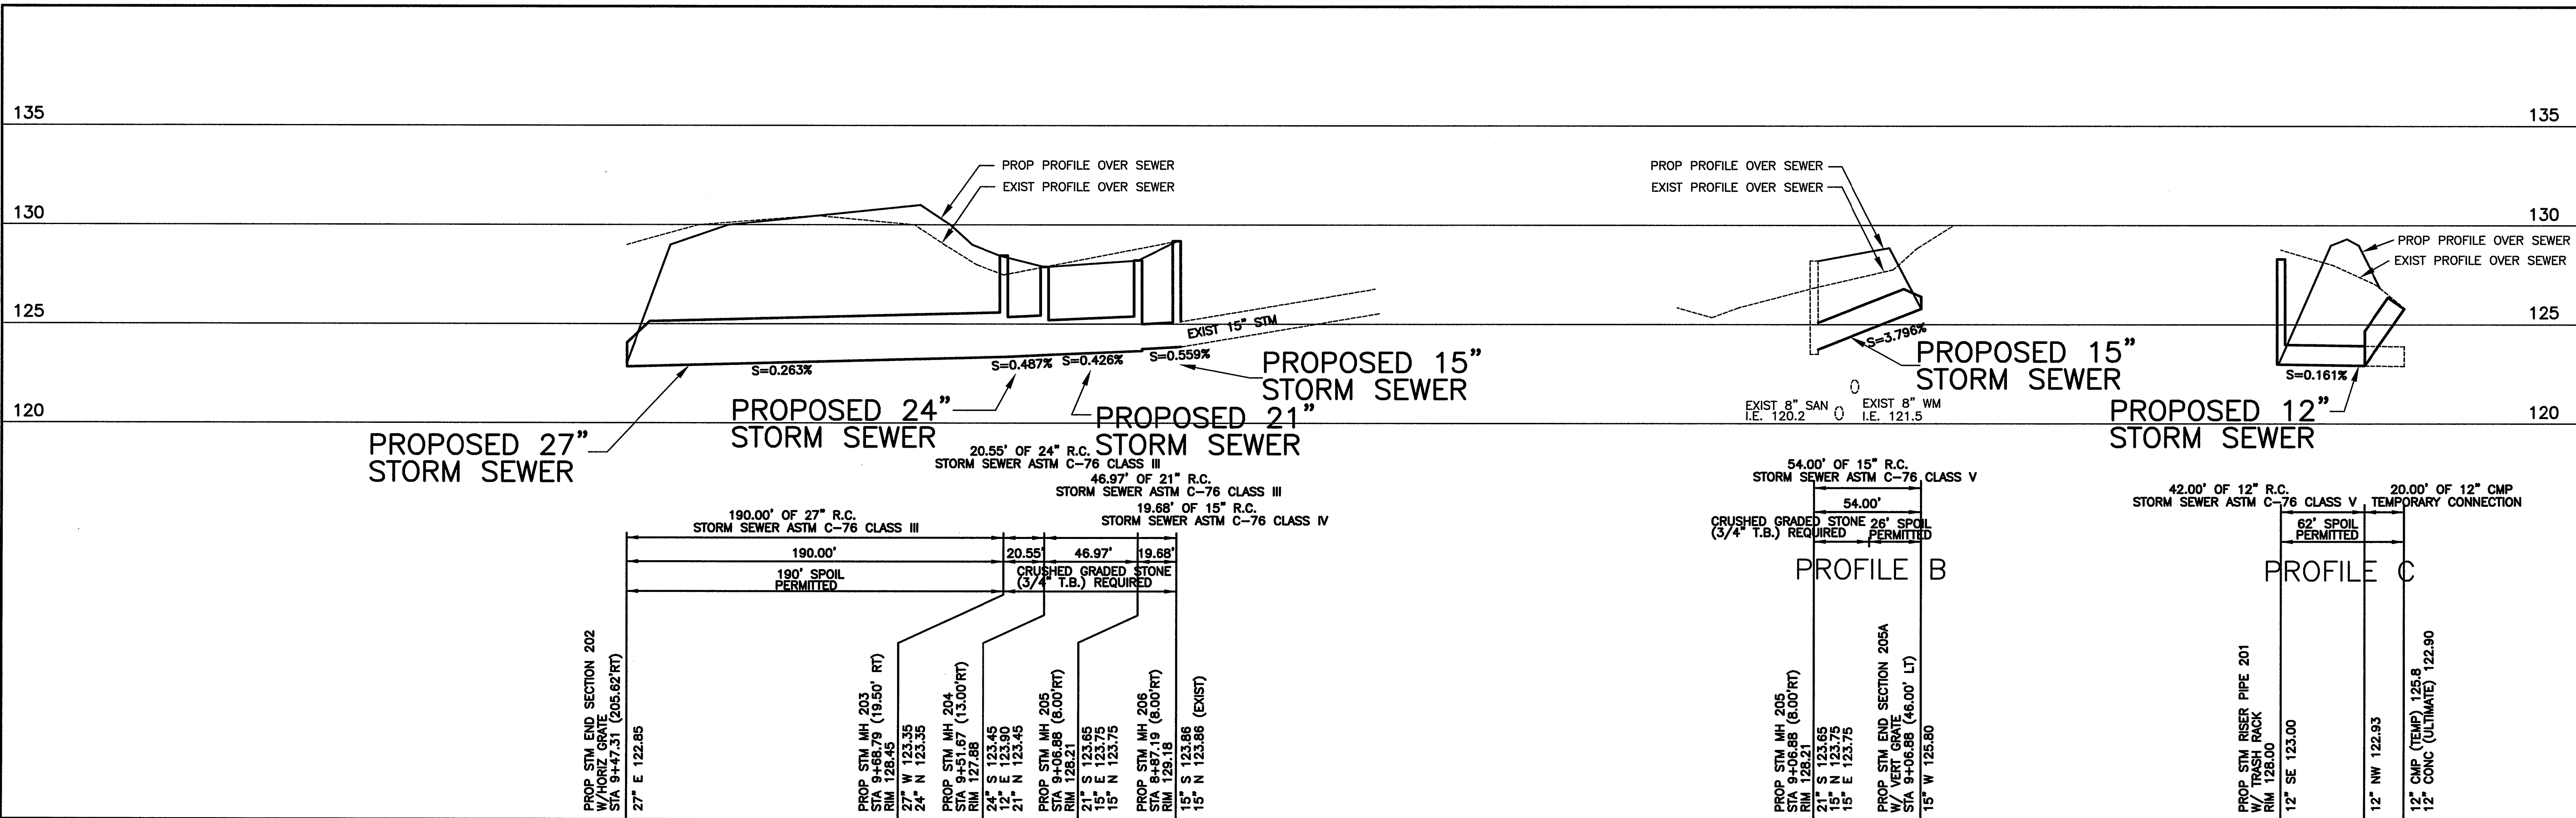 135
135
130
130
125
125
120
120
PROP PROFILE OVER SEWER
EXIST PROFILE OVER SEWER
EXIST 15" STM
S=0.263%
S=0.487%
S=0.426%
S=0.559%
PROPOSED 15"
STORM SEWER
PROPOSED 24"
STORM SEWER
PROPOSED 21"
STORM SEWER
PROPOSED 27"
STORM SEWER
20.55' OF 24" R.C.
STORM SEWER ASTM C-76 CLASS III
46.97' OF 21" R.C.
STORM SEWER ASTM C-76 CLASS III
19.68' OF 15" R.C.
STORM SEWER ASTM C-76 CLASS IV
190.00' OF 27" R.C.
STORM SEWER ASTM C-76 CLASS III
190.00'
20.55'
46.97'
19.68'
190' SPOIL
PERMITTED
CRUSHED GRADED STONE
(3/4" T.B.) REQUIRED
PROP STM END SECTION 202
W/HORIZ GRATE
STA 9+47.31 (205.62'RT)
27" E 122.85
PROP STM MH 203
STA 9+68.79 (19.50' RT)
RIM 128.45
27" W 123.35
24" N 123.35
PROP STM MH 204
STA 9+51.67 (13.00'RT)
RIM 127.88
24" S 123.45
12" E 123.90
21" N 123.45
PROP STM MH 205
STA 9+06.88 (8.00'RT)
RIM 128.21
21" S 123.65
15" E 123.75
15" N 123.75
PROP STM MH 206
STA 8+87.19 (8.00'RT)
RIM 129.18
15" S 123.86
15" N 123.86 (EXIST)
PROP PROFILE OVER SEWER
EXIST PROFILE OVER SEWER
S=3.796%
PROPOSED 15"
STORM SEWER
EXIST 8" SAN
I.E. 120.2
EXIST 8" WM
I.E. 121.5
54.00' OF 15" R.C.
STORM SEWER ASTM C-76 CLASS V
54.00'
CRUSHED GRADED STONE
(3/4" T.B.) REQUIRED
26' SPOIL
PERMITTED
PROFILE B
PROP STM MH 205
STA 9+06.88 (8.00'RT)
RIM 128.21
21" S 123.65
15" N 123.75
15" E 123.75
PROP STM END SECTION 205A
W/ VERT GRATE
STA 9+06.88 (46.00' LT)
15" W 125.80
PROP PROFILE OVER SEWER
EXIST PROFILE OVER SEWER
S=0.161%
PROPOSED 12"
STORM SEWER
42.00' OF 12" R.C.
STORM SEWER ASTM C-76 CLASS V
20.00' OF 12" CMP
TEMPORARY CONNECTION
62' SPOIL
PERMITTED
PROFILE C
PROP STM RISER PIPE 201
W/ TRASH RACK
RIM 128.00
12" SE 123.00
12" NW 122.93
12" CMP (TEMP) 125.8
12" CONC (ULTIMATE) 122.90